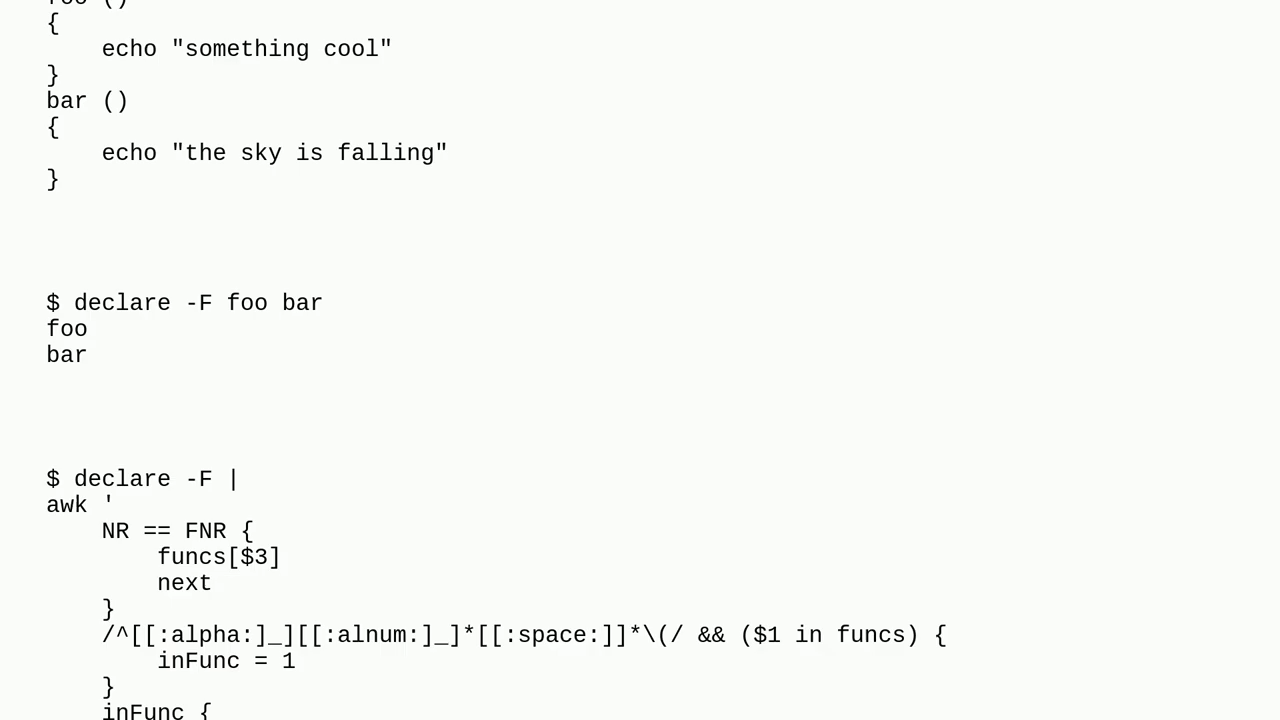 foo ()
{
    echo "something cool"
}
bar ()
{
    echo "the sky is falling"
}
$ declare -F foo bar
foo
bar
$ declare -F |
awk '
    NR == FNR {
        funcs[$3]
        next
    }
    /^[[:alpha:]_][[:alnum:]_]*[[:space:]]*\(/ && ($1 in funcs) {
        inFunc = 1
    }
    inFunc {